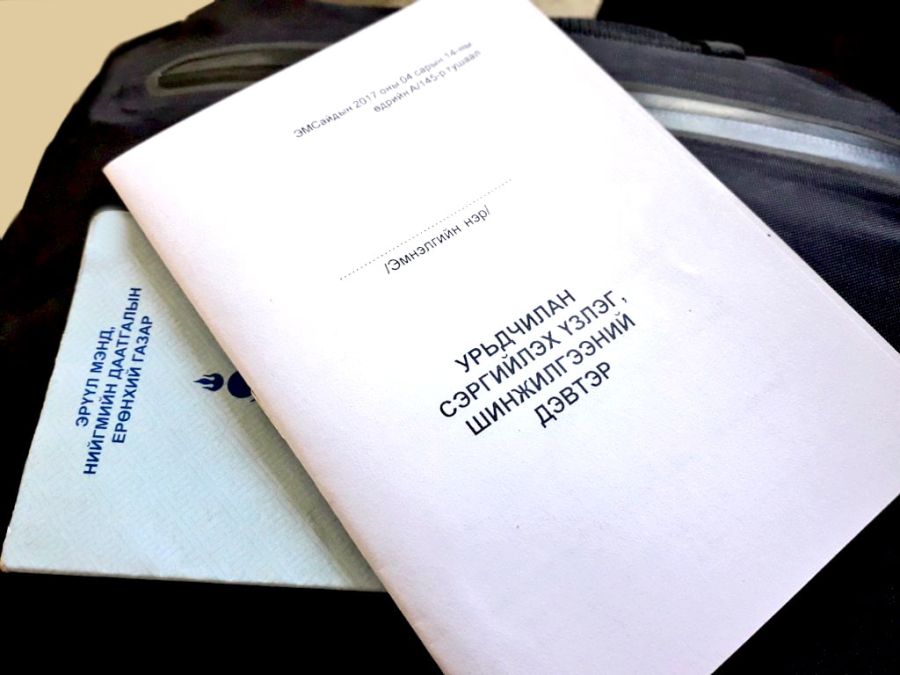 ЭМСайдын 2017 оны 04 сарын 14-ны
өдрийн А/145-р тушаал
/Эмнэлгийн нэр/
УРЬДЧИЛАН
СЭРГИЙЛЭХ ҮЗЛЭГ,
ШИНЖИЛГЭЭНИЙ
ДЭВТЭР
ЭРҮҮЛ МЭНД,
НИЙГМИЙН ДААТГАЛЫН
ЕРӨНХИЙ ГАЗАР